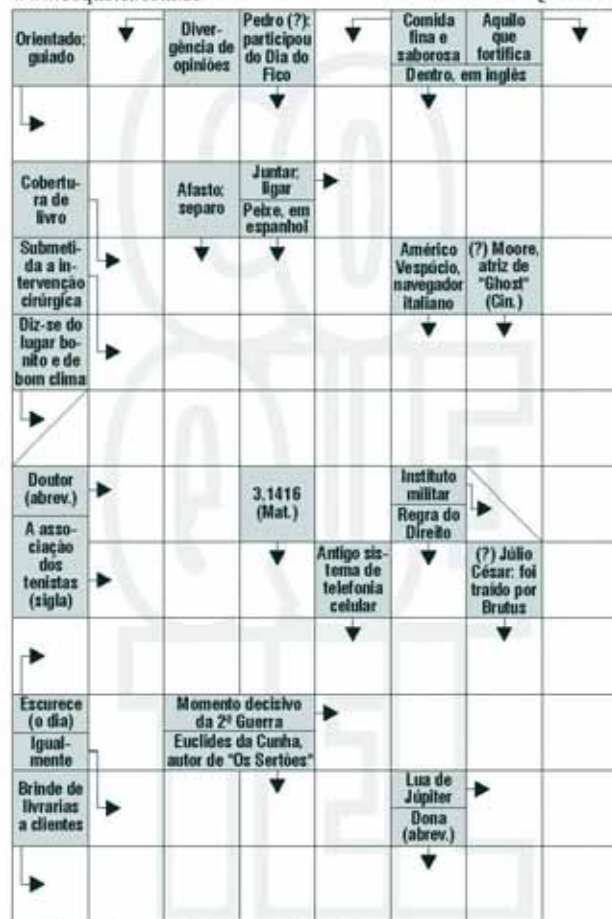 Orientado;
guiado
Diver-
gência de
opiniões
Pedro (?):
participou
do Dia do
Fico
Comida
fina e
saborosa
Aquilo
que
fortifica
Dentro, em inglês
Cobertu-
ra de
livro
Afasto;
separo
Juntar;
ligar
Peixe, em
espanhol
Submeti-
da a in-
tervenção
cirúrgica
Américo
Vespúcio,
navegador
italiano
(?) Moore,
atriz de
"Ghost"
(Cin.)
Diz-se do
lugar bo-
nito e de
bom clima
Doutor
(abrev.)
3,1416
(Mat.)
Instituto
militar
Regra do
Direito
A asso-
ciação
dos
tenistas
(sigla)
Antigo sis-
tema de
telefonia
celular
(?) Júlio
César: foi
traído por
Brutus
Escurece
(o dia)
Igual-
mente
Momento decisivo
da 2ª Guerra
Euclides da Cunha,
autor de "Os Sertões"
Brinde de
livrarias
a clientes
Lua de
Júpiter
Dona
(abrev.)